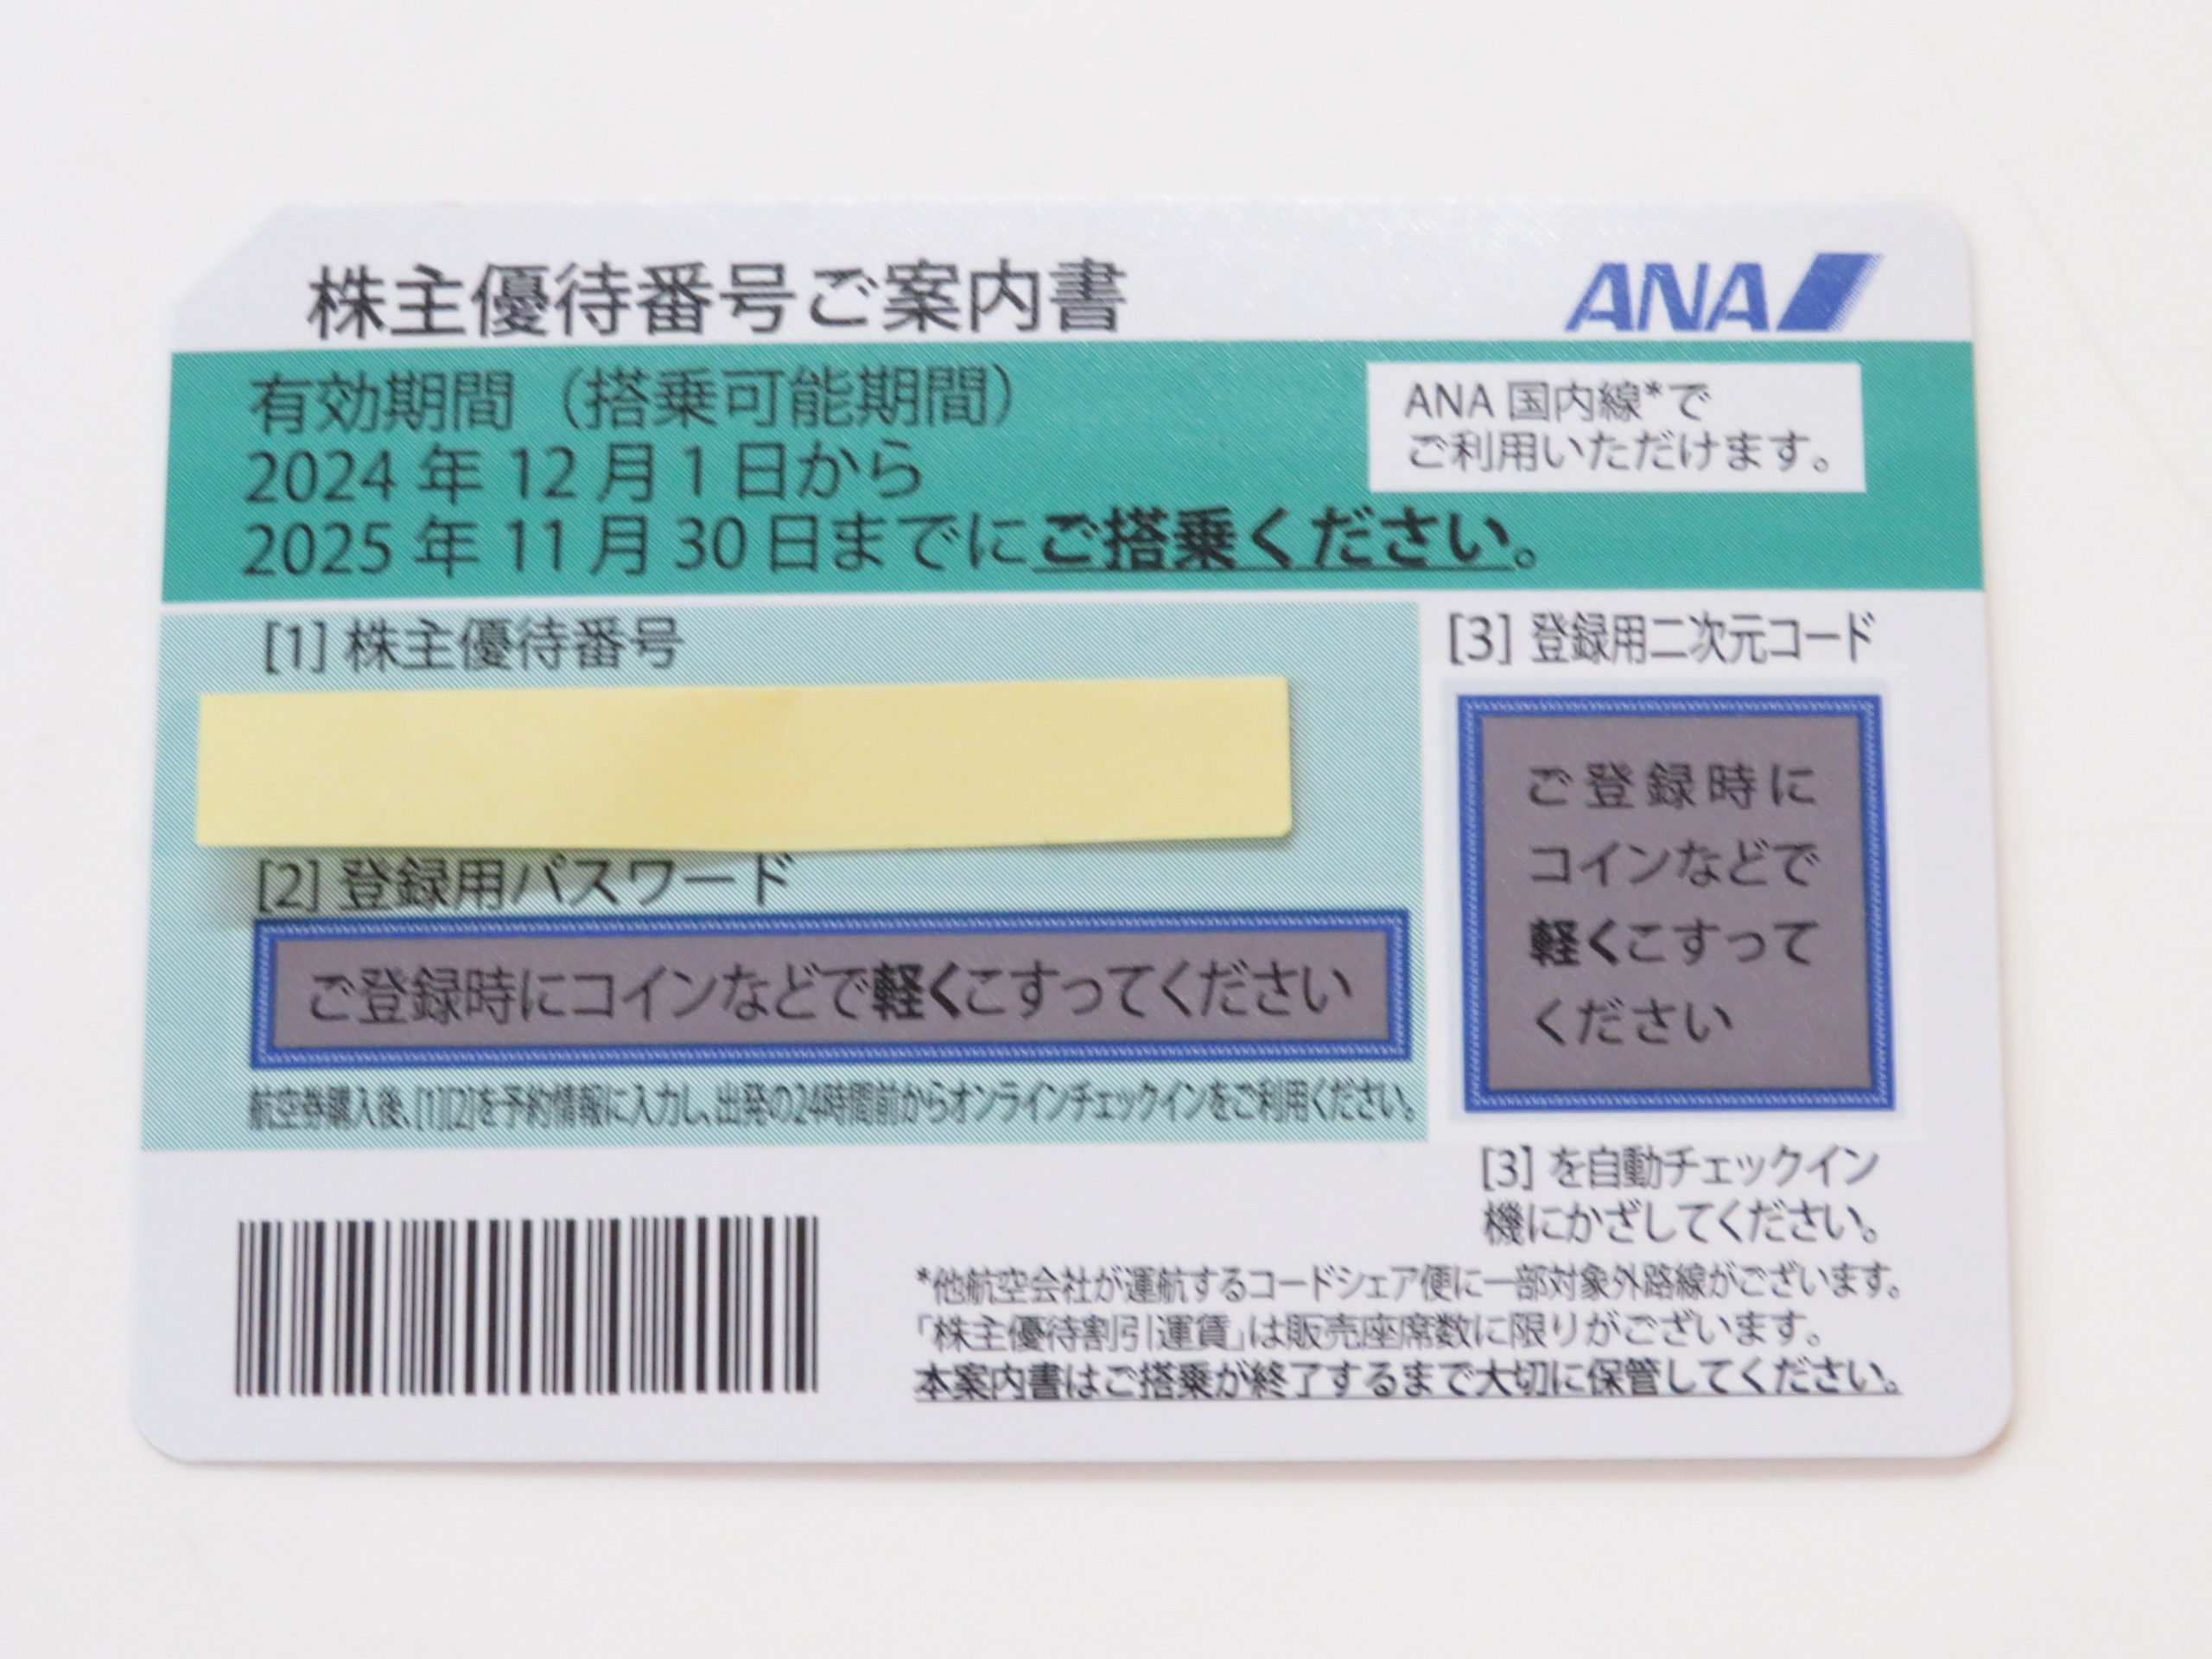 株主優待番号ご案内書
ANA
有効期間（搭乗可能期間）
2024 年 12 月 1 日から
2025 年 11 月 30 日までにご搭乗ください。
ANA 国内線*で
ご利用いただけます。
[1] 株主優待番号
[2] 登録用パスワード
ご登録時にコインなどで軽くこすってください
航空券購入後、[1][2]を予約情報に入力し、出発の24時間前からオンラインチェックインをご利用ください。
[3] 登録用二次元コード
ご登録時に
コインなどで
軽くこすって
ください
[3] を自動チェックイン
機にかざしてください。
*他航空会社が運航するコードシェア便に一部対象外路線がございます。
「株主優待割引運賃」は販売座席数に限りがございます。
本案内書はご搭乗が終了するまで大切に保管してください。